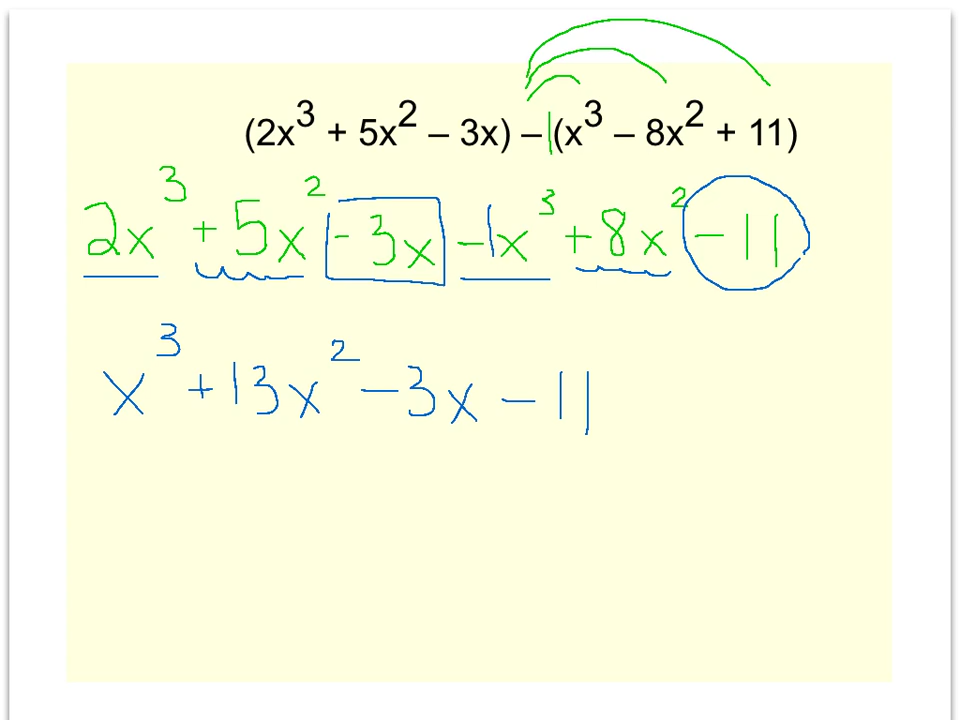 (2x³ + 5x² – 3x) – 1(x³ – 8x² + 11)
2x³ + 5x² - 3x - 1x³ + 8x² - 11
x³ + 13x² - 3x - 11